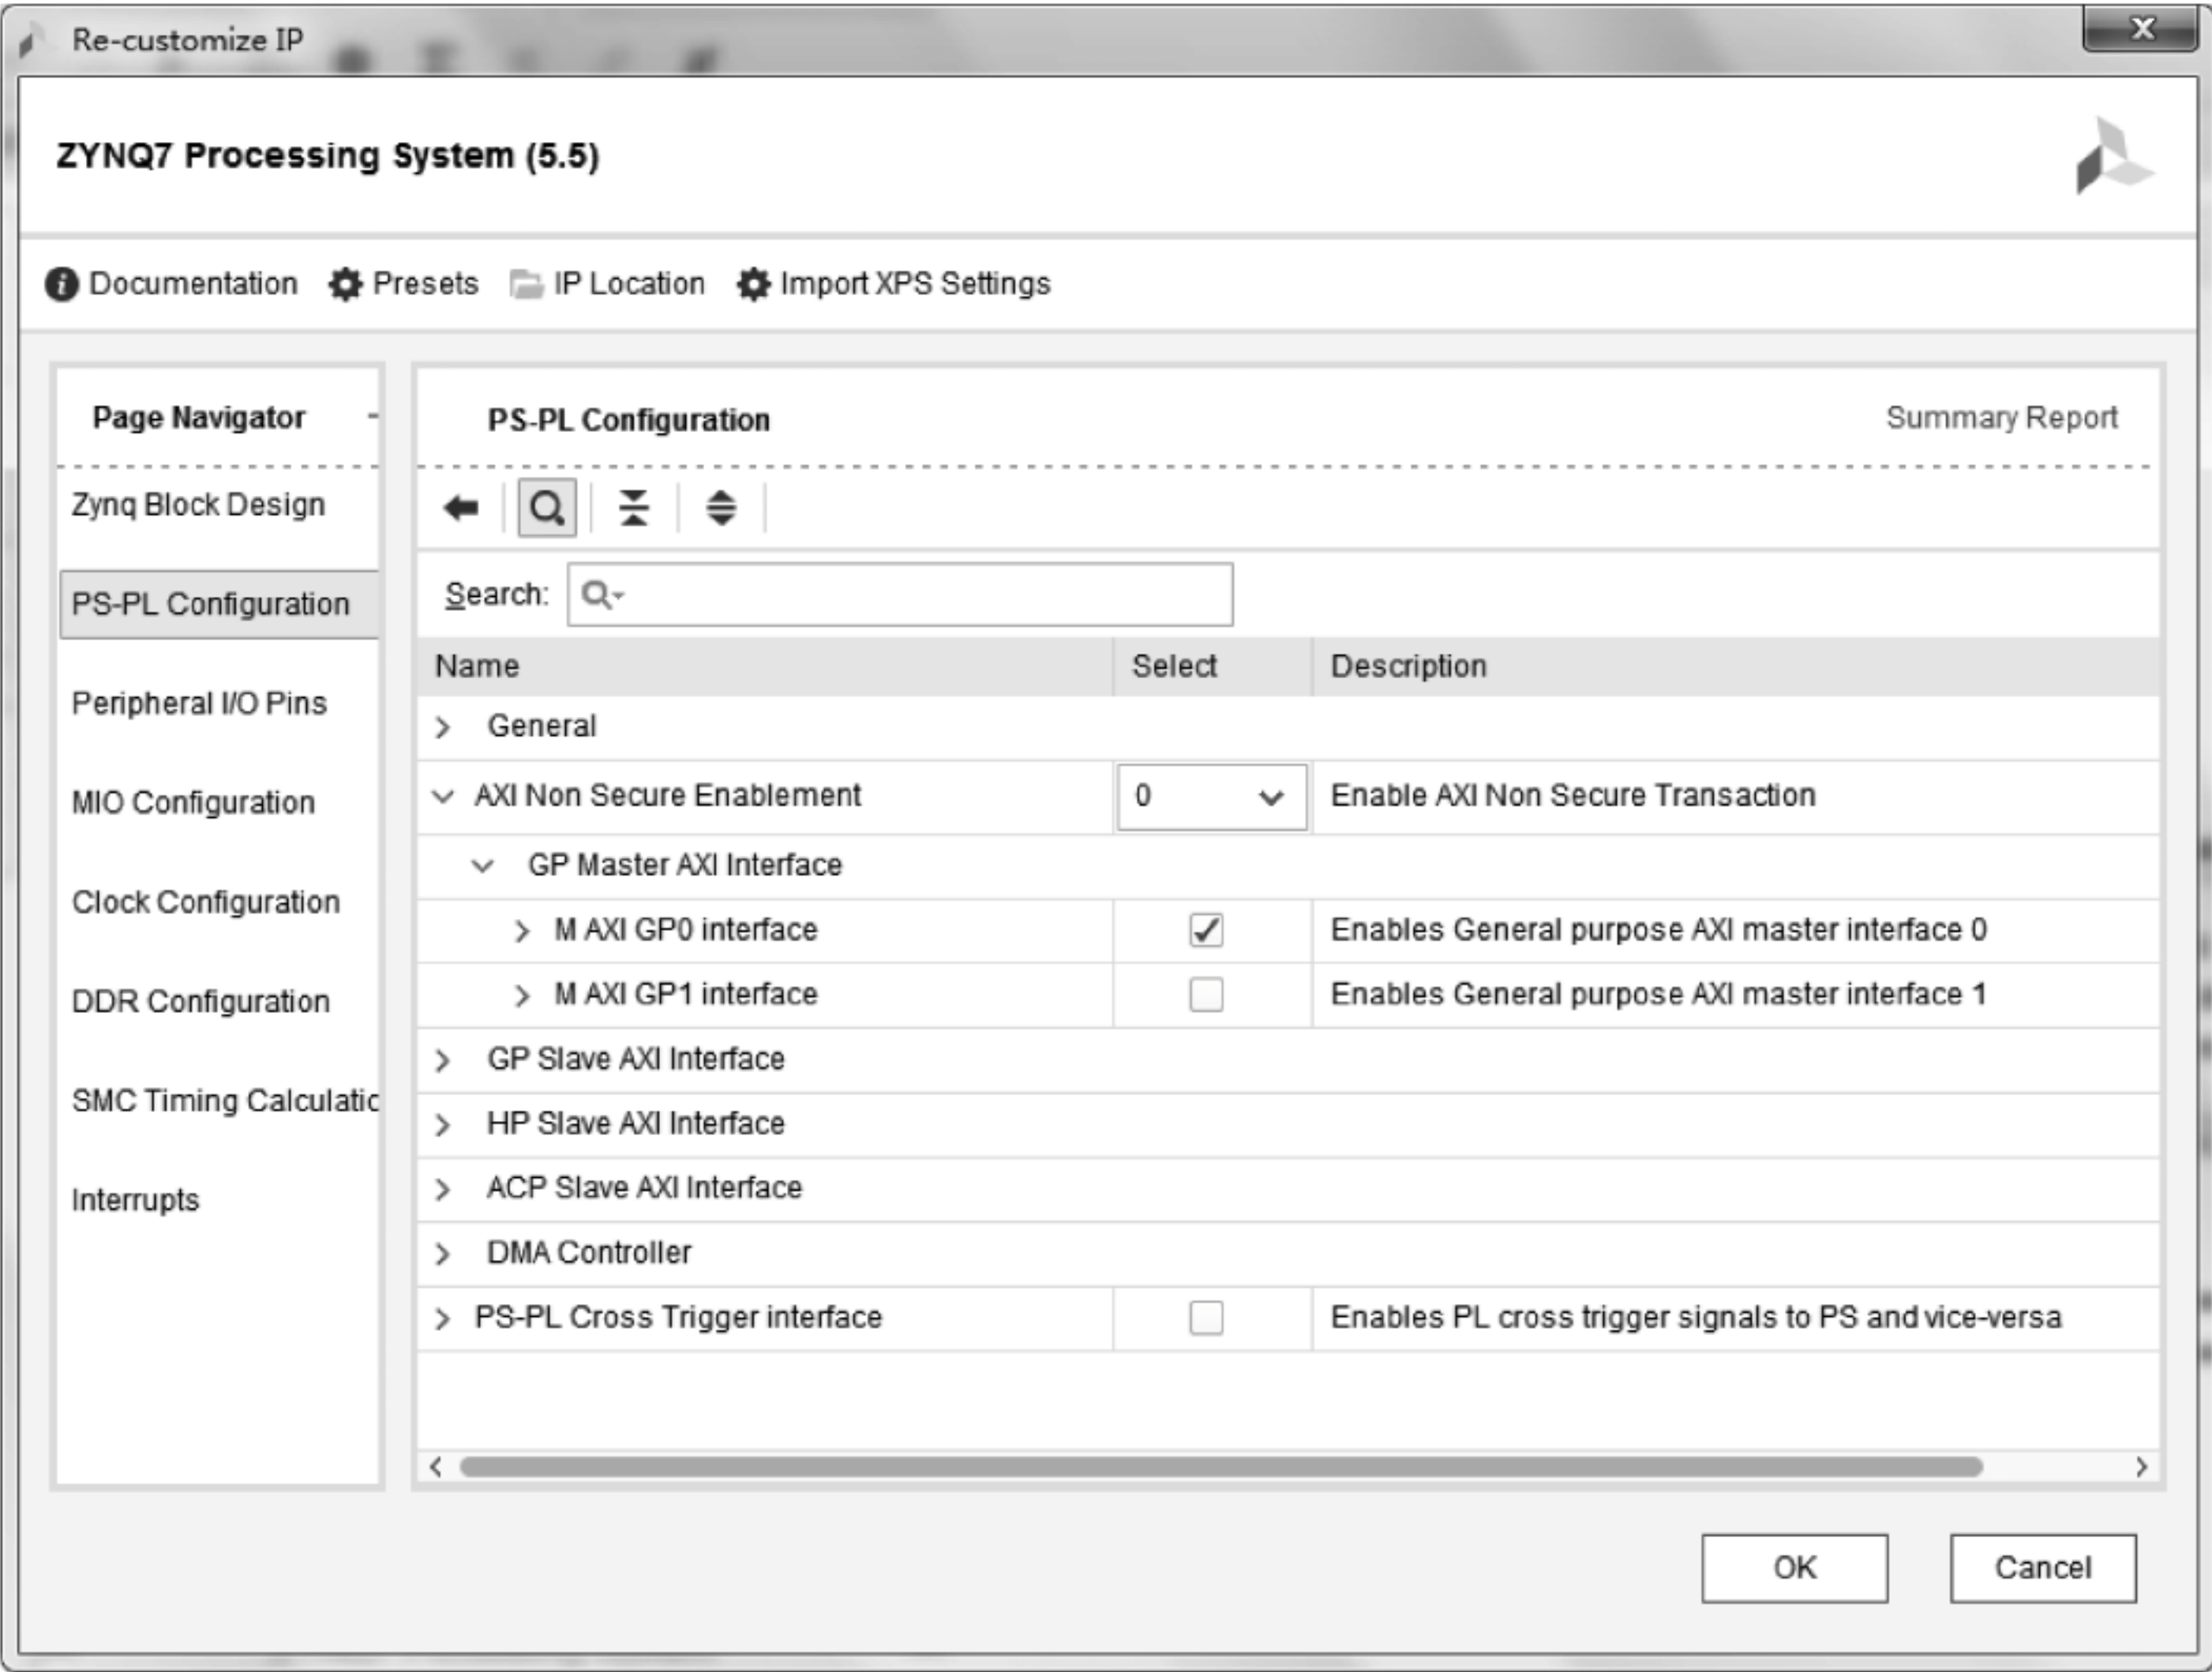 Re-customize IP
ZYNQ7 Processing System (5.5)
Documentation Presets IP Location Import XPS Settings
Page Navigator
Zynq Block Design
PS-PL Configuration
Peripheral I/O Pins
MIO Configuration
Clock Configuration
DDR Configuration
SMC Timing Calculatic
Interrupts
PS-PL Configuration Summary Report
Search:
Name Select Description
General
AXI Non Secure Enablement 0 Enable AXI Non Secure Transaction
GP Master AXI Interface
M AXI GP0 interface Enables General purpose AXI master interface 0
M AXI GP1 interface Enables General purpose AXI master interface 1
GP Slave AXI Interface
HP Slave AXI Interface
ACP Slave AXI Interface
DMA Controller
PS-PL Cross Trigger interface Enables PL cross trigger signals to PS and vice-versa
OK Cancel